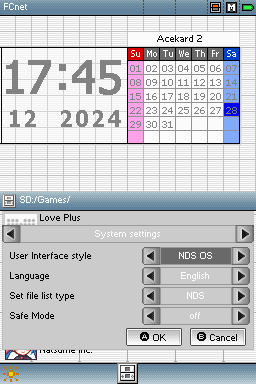 FCnet
M
Acekard 2
17:45
12 2024
Su Mo Tu We Th Fr Sa
01 02 03 04 05 06 07
08 09 10 11 12 13 14
15 16 17 18 19 20 21
22 23 24 25 26 27 28
29 30 31
SD:/Games/
Love Plus
System settings
User Interface style NDS OS
Language English
Set file list type NDS
Safe Mode off
A OK B Cancel
Natsume Inc.